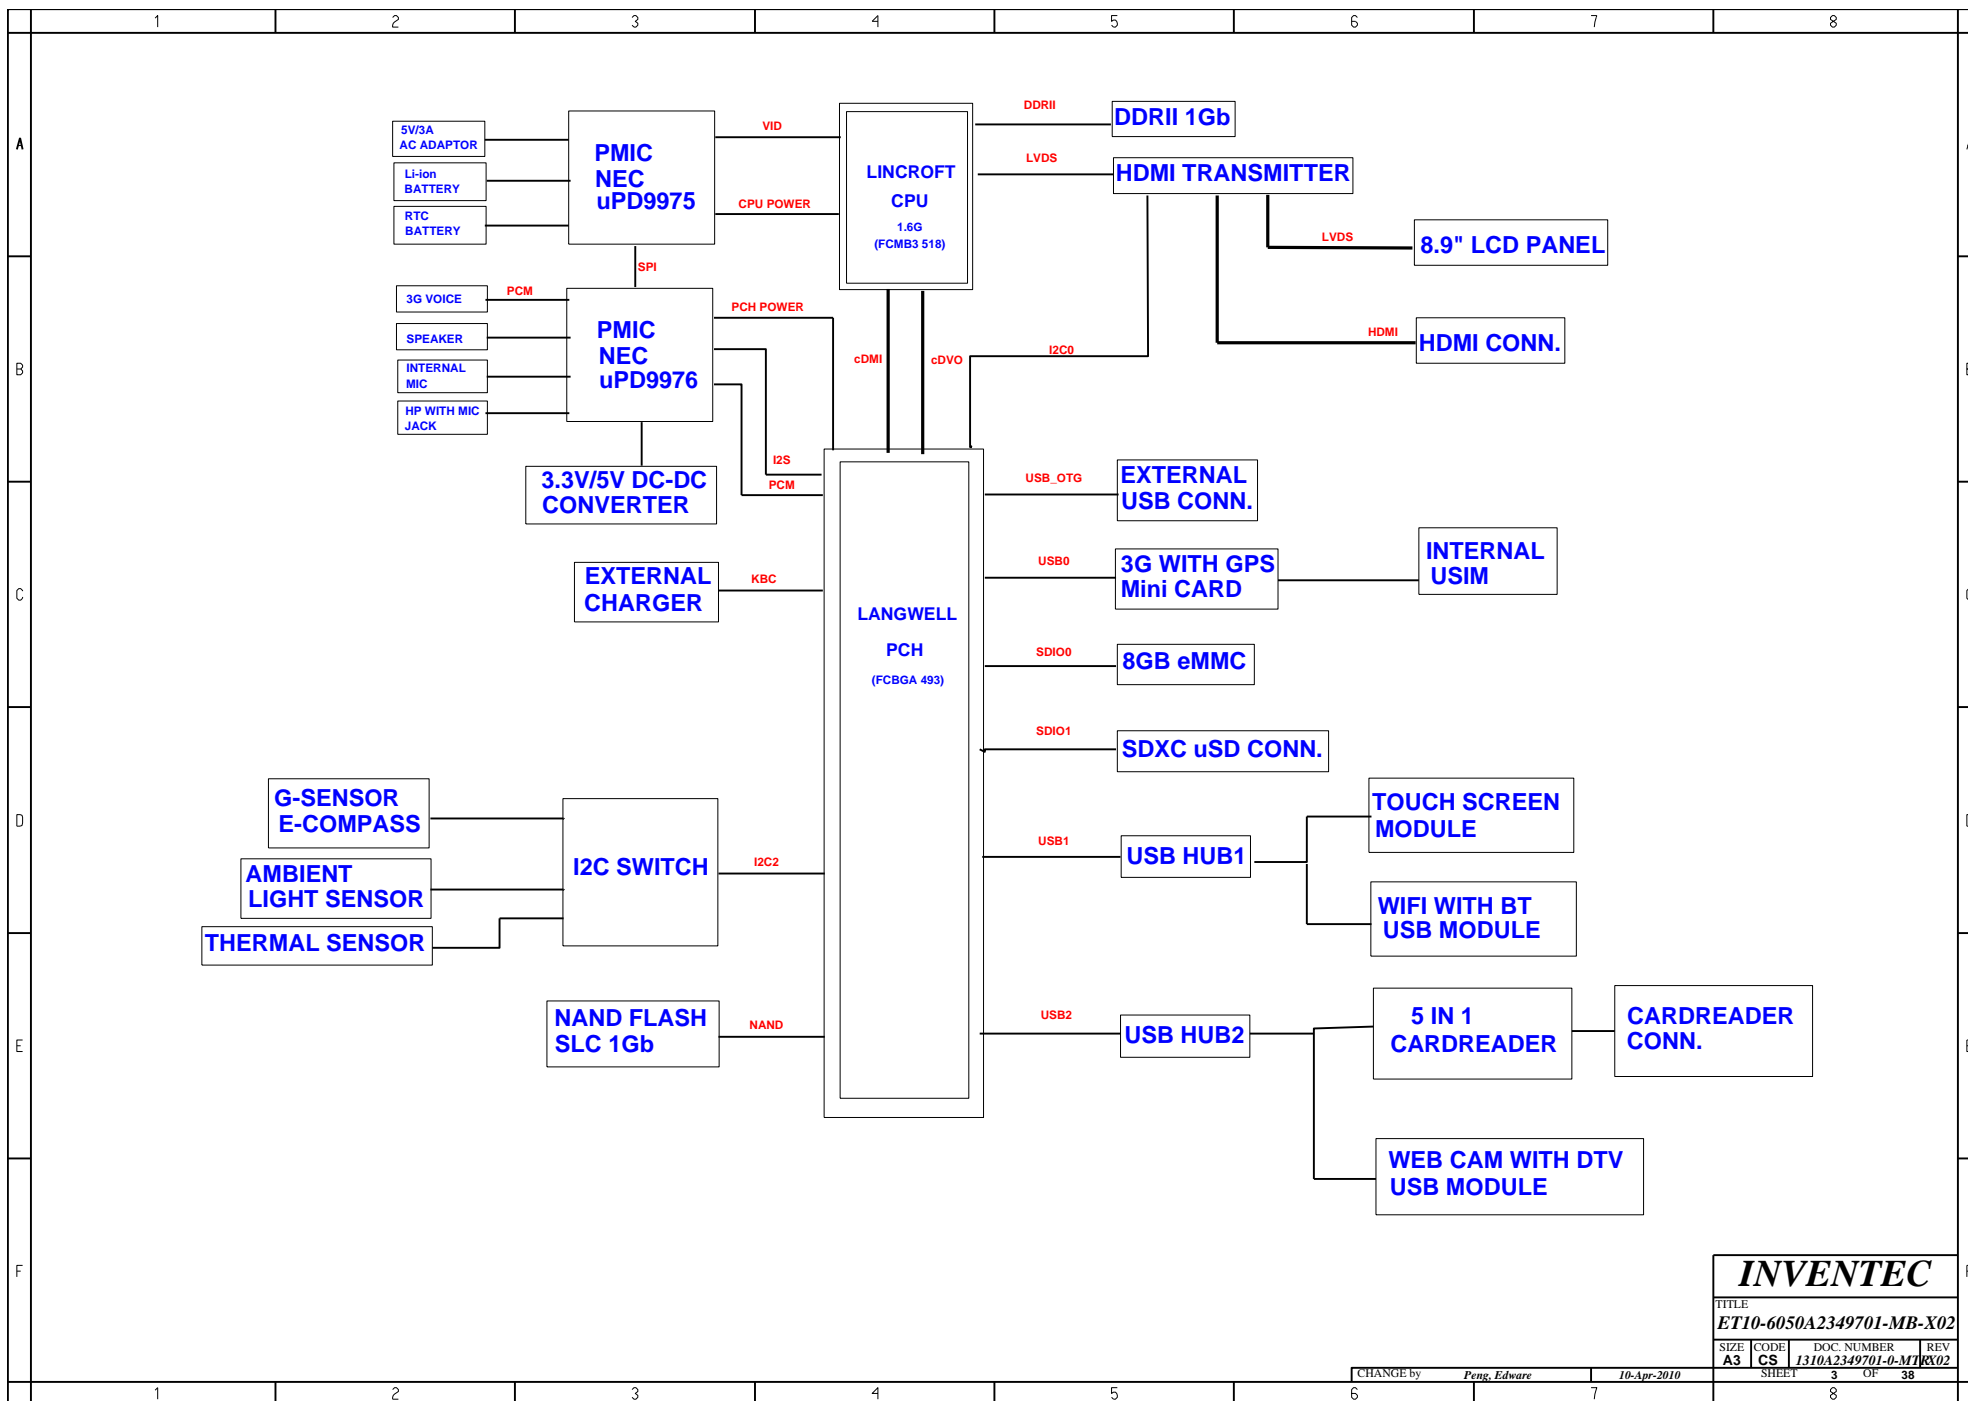 1 2 3 4 5 6 7 8
A
B
C
D
E
F
5V/3A
AC ADAPTOR
Li-ion
BATTERY
RTC
BATTERY
PMIC
NEC
uPD9975
VID
CPU POWER
SPI
LINCROFT
CPU
1.6G
(FCMB3 518)
DDRII
DDRII 1Gb
LVDS
HDMI TRANSMITTER
LVDS
8.9" LCD PANEL
HDMI
HDMI CONN.
I2C0
cDMI
cDVO
3G VOICE
PCM
SPEAKER
INTERNAL
MIC
HP WITH MIC
JACK
PMIC
NEC
uPD9976
PCH POWER
I2S
PCM
3.3V/5V DC-DC
CONVERTER
EXTERNAL
CHARGER
KBC
LANGWELL
PCH
(FCBGA 493)
USB_OTG
EXTERNAL
USB CONN.
USB0
3G WITH GPS
Mini CARD
INTERNAL
USIM
SDIO0
8GB eMMC
SDIO1
SDXC uSD CONN.
G-SENSOR
E-COMPASS
AMBIENT
LIGHT SENSOR
THERMAL SENSOR
I2C SWITCH
I2C2
USB1
USB HUB1
TOUCH SCREEN
MODULE
WIFI WITH BT
USB MODULE
NAND FLASH
SLC 1Gb
NAND
USB2
USB HUB2
5 IN 1
CARDREADER
CARDREADER
CONN.
WEB CAM WITH DTV
USB MODULE
INVENTEC
TITLE
ET10-6050A2349701-MB-X02
SIZE CODE DOC. NUMBER REV
A3 CS 1310A2349701-0-MTR X02
CHANGE by Peng, Edware 10-Apr-2010 SHEET 3 OF 38
1 2 3 4 5 6 7 8